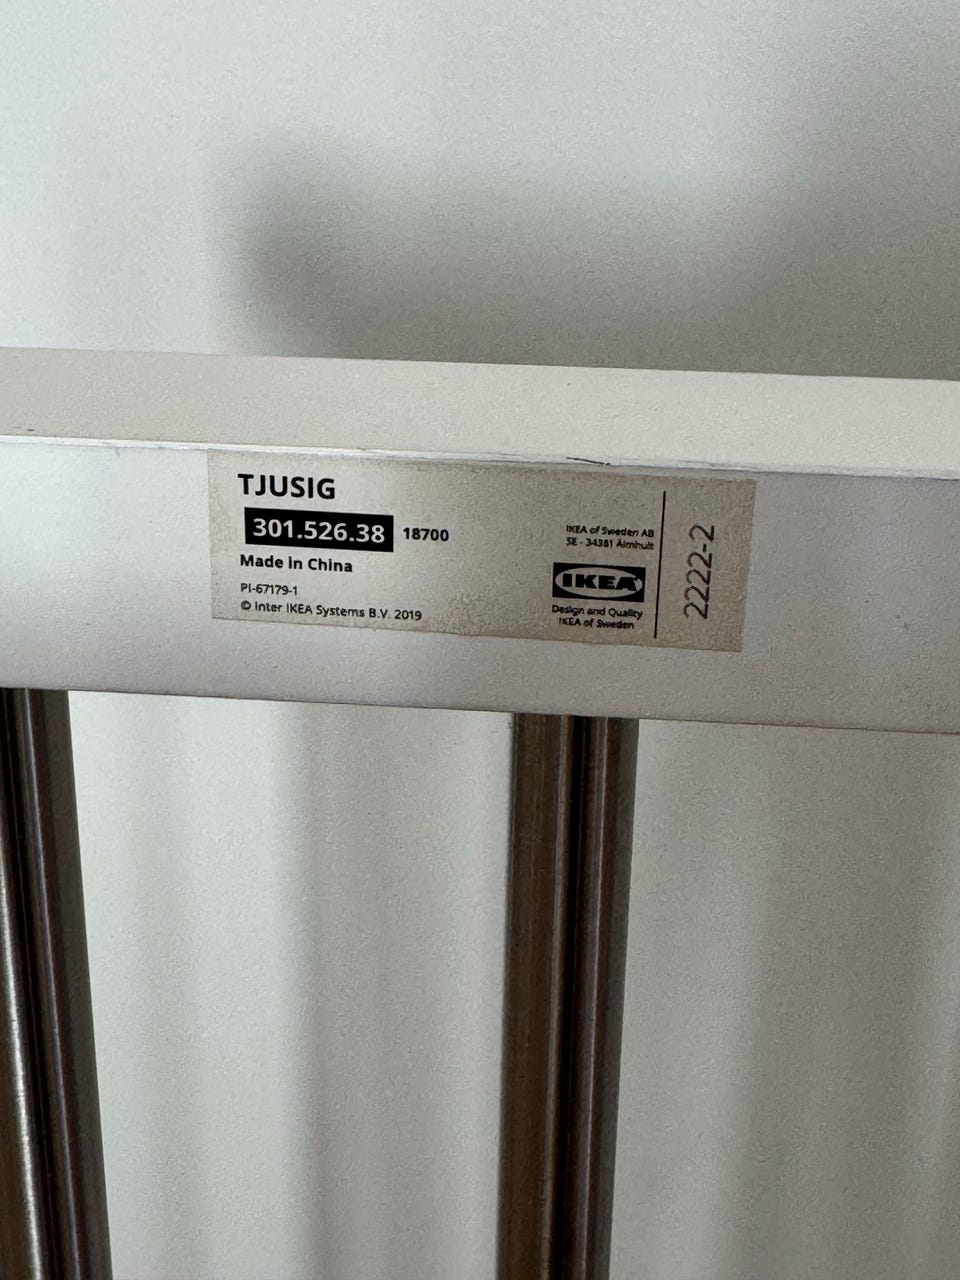 TJUSIG
301.526.38 18700
Made in China
PI-67179-1
© Inter IKEA Systems B.V. 2019
IKEA of Sweden AB
SE - 34381 Älmhult
IKEA
Design and Quality
IKEA of Sweden
2222-2